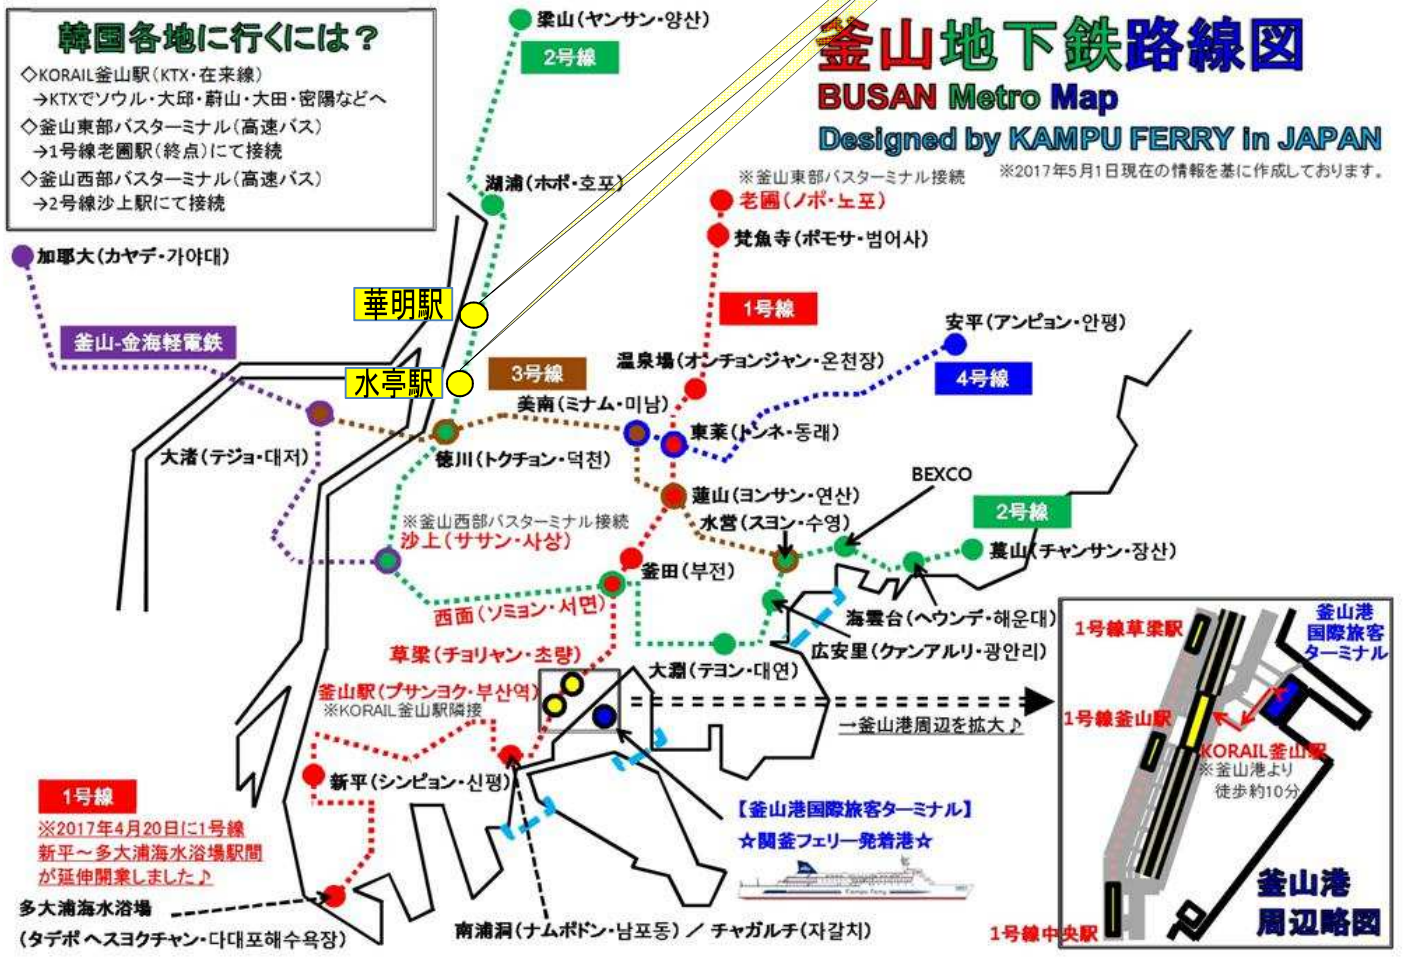 韓国各地に行くには？
◇KORAIL釜山駅（KTX・在来線）
→KTXでソウル・大邱・蔚山・大田・密陽などへ
◇釜山東部バスターミナル（高速バス）
→1号線老圃駅（終点）にて接続
◇釜山西部バスターミナル（高速バス）
→2号線沙上駅にて接続
梁山（ヤンサン・양산）
2号線
釜山地下鉄路線図
BUSAN Metro Map
Designed by KAMPU FERRY in JAPAN
※2017年5月1日現在の情報を基に作成しております。
湖浦（ホポ・호포）
※釜山東部バスターミナル接続
老圃（ノポ・노포）
梵魚寺（ポモサ・범어사）
加耶大（カヤデ・가야대）
華明駅
1号線
釜山-金海軽電鉄
安平（アンピョン・안평）
温泉場（オンチョンジャン・온천장）
水亭駅
3号線
4号線
美南（ミナム・미남）
東莱（トンネ・동래）
大渚（テジョ・대저）
徳川（トクチョン・덕천）
BEXCO
蓮山（ヨンサン・연산）
2号線
※釜山西部バスターミナル接続
水営（スヨン・수영）
沙上（ササン・사상）
萇山（チャンサン・장산）
釜田（부전）
西面（ソミョン・서면）
海雲台（ヘウンデ・해운대）
広安里（クァンアルリ・광안리）
草梁（チョリャン・초량）
大淵（テヨン・대연）
釜山駅（プサンヨク・부산역）
※KORAIL釜山駅隣接
→釜山港周辺を拡大♪
新平（シンピョン・신평）
1号線
※2017年4月20日に1号線
新平～多大浦海水浴場駅間
が延伸開業しました♪
【釜山港国際旅客ターミナル】
☆関釜フェリー発着港☆
Kampu Ferry
多大浦海水浴場
（タデポ ヘスヨクチャン・다대포해수욕장）
南浦洞（ナムポドン・남포동）／チャガルチ（자갈치）
1号線草梁駅
釜山港
国際旅客
ターミナル
1号線釜山駅
KORAIL釜山駅
※釜山港より
徒歩約10分
釜山港
周辺略図
1号線中央駅